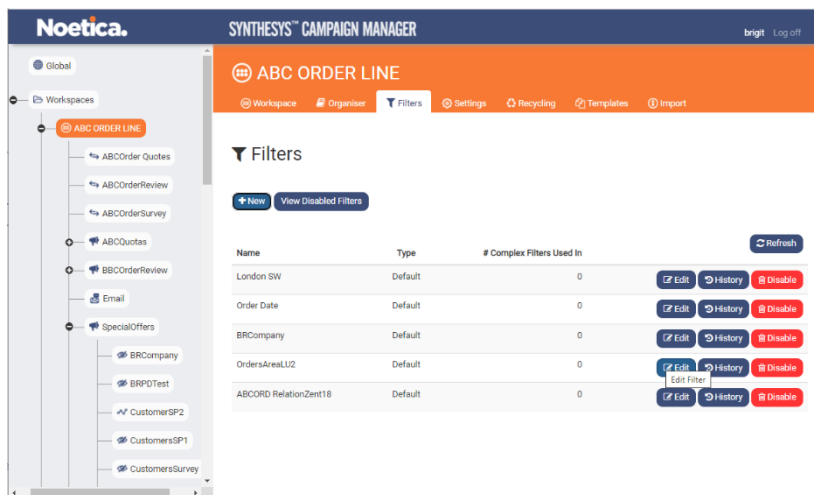 Noetica.
SYNTHESYS™ CAMPAIGN MANAGER
brigit Log off
Global
Workspaces
ABC ORDER LINE
ABCOrder Quotes
ABCOrderReview
ABCOrderSurvey
ABCQuotas
BBCOrderReview
Email
SpecialOffers
BRCompany
BRPDTest
CustomerSP2
CustomersSP1
CustomersSurvey
ABC ORDER LINE
Workspace Organiser Filters Settings Recycling Templates Import
Filters
+New View Disabled Filters
Refresh
Name Type # Complex Filters Used In
London SW Default 0 Edit History Disable
Order Date Default 0 Edit History Disable
BRCompany Default 0 Edit History Disable
OrdersAreaLU2 Default 0 Edit History Disable
Edit Filter
ABCORD RelationZent18 Default 0 Edit History Disable